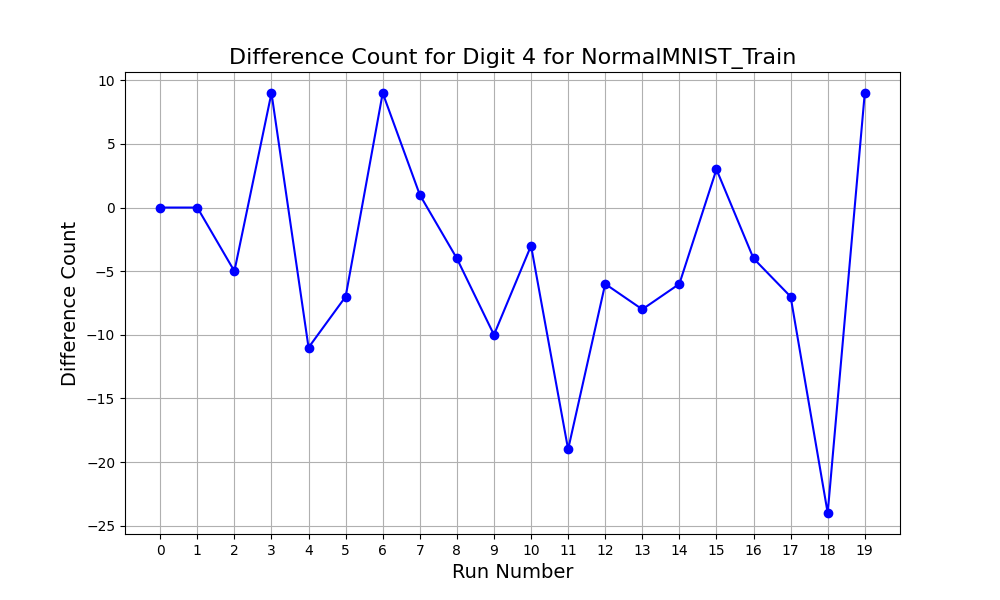 Difference Count for Digit 4 for NormalMNIST_Train
10
5
0
−5
−10
−15
−20
−25
Difference Count
0 1 2 3 4 5 6 7 8 9 10 11 12 13 14 15 16 17 18 19
Run Number